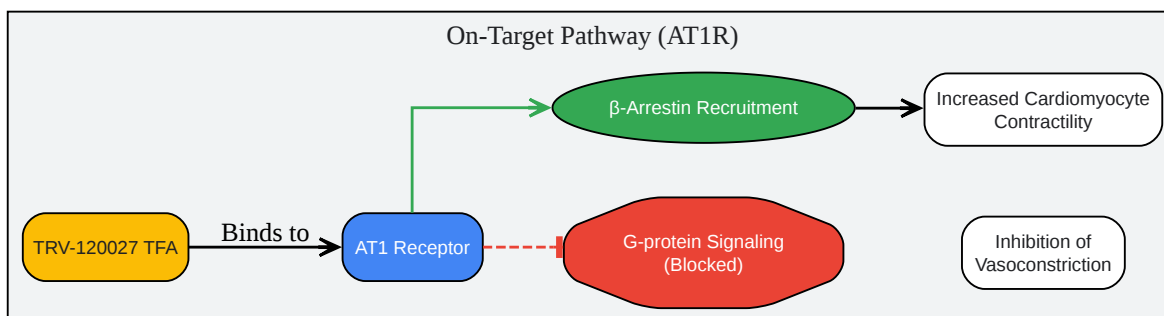 On-Target Pathway (AT1R)
β-Arrestin Recruitment
Increased Cardiomyocyte
Contractility
TRV-120027 TFA
Binds to
AT1 Receptor
G-protein Signaling
(Blocked)
Inhibition of
Vasoconstriction